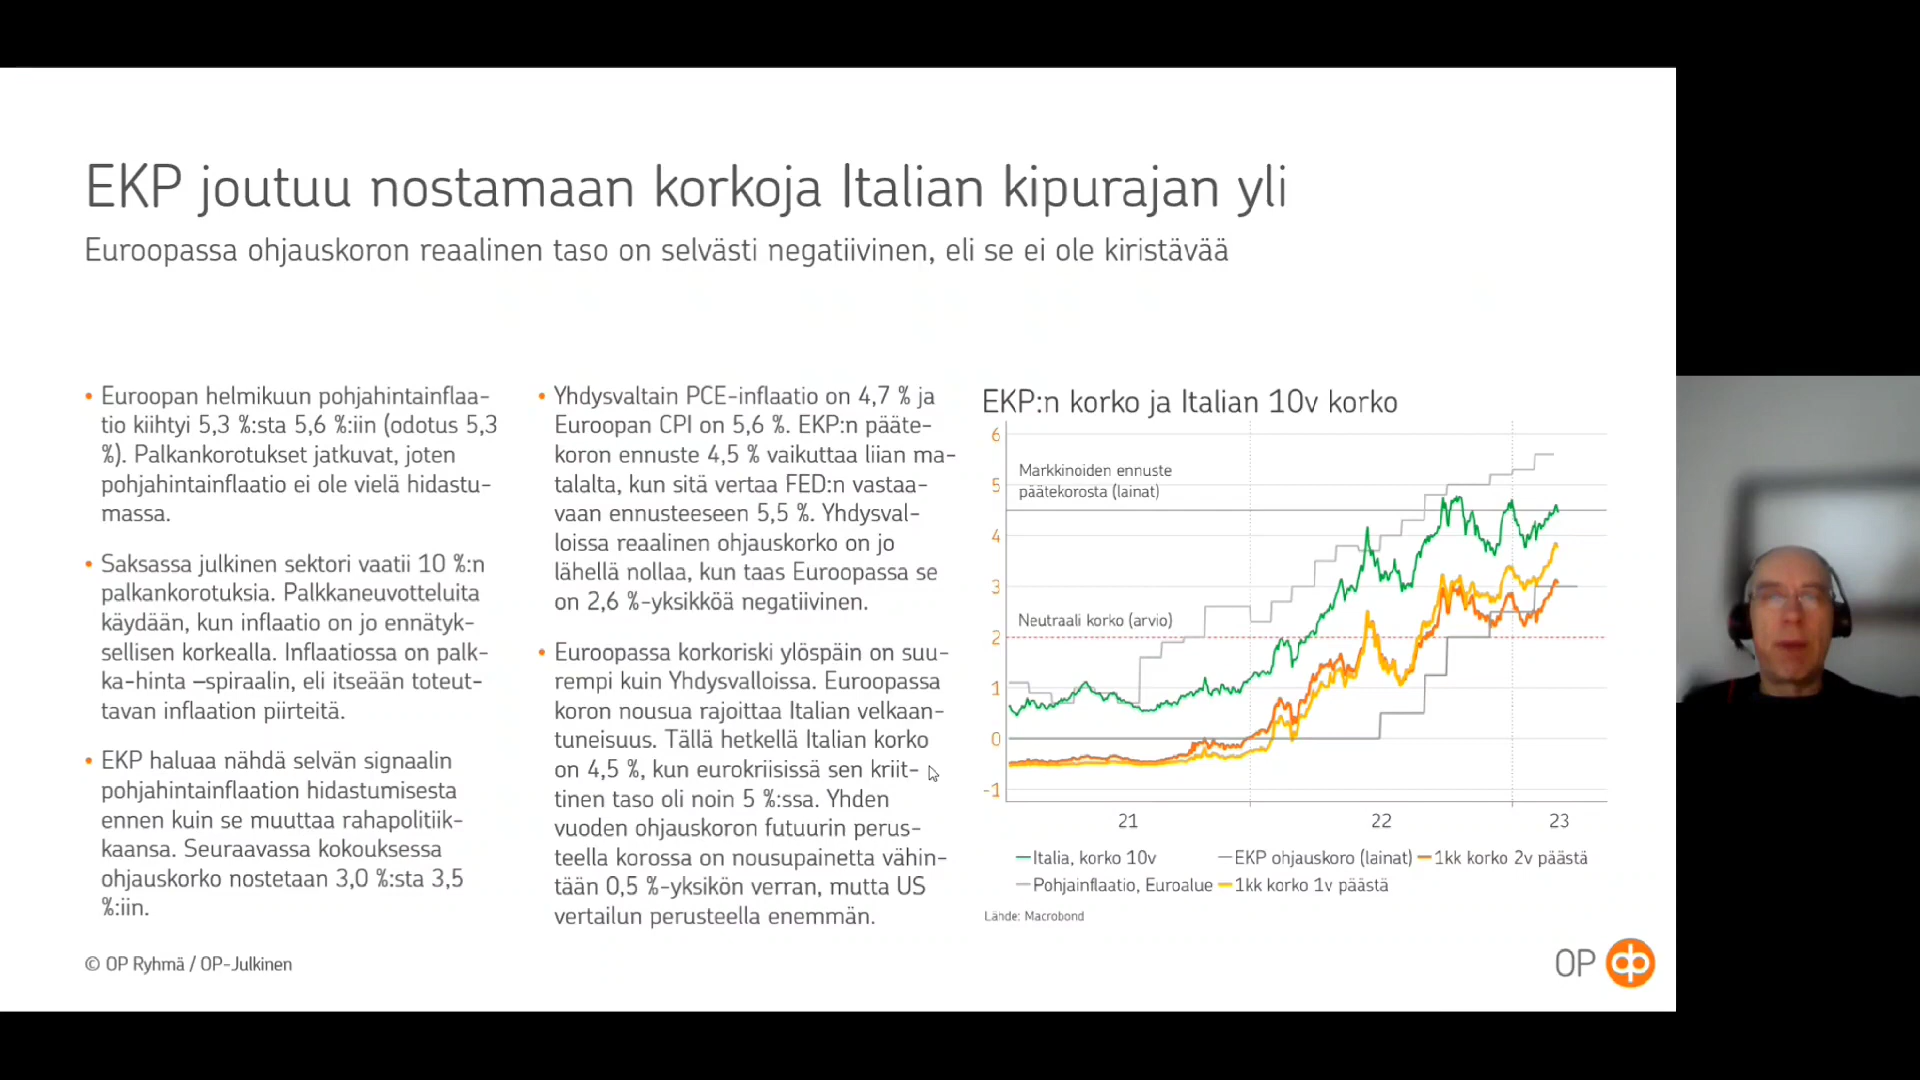 EKP joutuu nostamaan korkoja Italian kipurajan yli
Euroopassa ohjauskoron reaalinen taso on selvästi negatiivinen, eli se ei ole kiristävää
• Euroopan helmikuun pohjahintainflaa-
tio kiihtyi 5,3 %:sta 5,6 %:iin (odotus 5,3
%). Palkankorotukset jatkuvat, joten
pohjahintainflaatio ei ole vielä hidastu-
massa.
• Saksassa julkinen sektori vaatii 10 %:n
palkankorotuksia. Palkkaneuvotteluita
käydään, kun inflaatio on jo ennätyk-
sellisen korkealla. Inflaatiossa on palk-
ka-hinta –spiraalin, eli itseään toteut-
tavan inflaation piirteitä.
• EKP haluaa nähdä selvän signaalin
pohjahintainflaation hidastumisesta
ennen kuin se muuttaa rahapolitiik-
kaansa. Seuraavassa kokouksessa
ohjauskorko nostetaan 3,0 %:sta 3,5
%:iin.
• Yhdysvaltain PCE-inflaatio on 4,7 % ja
Euroopan CPI on 5,6 %. EKP:n pääte-
koron ennuste 4,5 % vaikuttaa liian ma-
talalta, kun sitä vertaa FED:n vastaa-
vaan ennusteeseen 5,5 %. Yhdysval-
loissa reaalinen ohjauskorko on jo
lähellä nollaa, kun taas Euroopassa se
on 2,6 %-yksikköä negatiivinen.
• Euroopassa korkoriski ylöspäin on suu-
rempi kuin Yhdysvalloissa. Euroopassa
koron nousua rajoittaa Italian velkaan-
tuneisuus. Tällä hetkellä Italian korko
on 4,5 %, kun eurokriisissä sen kriit-
tinen taso oli noin 5 %:ssa. Yhden
vuoden ohjauskoron futuurin perus-
teella korossa on nousupainetta vähin-
tään 0,5 %-yksikön verran, mutta US
vertailun perusteella enemmän.
EKP:n korko ja Italian 10v korko
6
Markkinoiden ennuste
päätekorosta (lainat)
5
4
3
Neutraali korko (arvio)
2
1
0
-1
21 22 23
Italia, korko 10v EKP ohjauskoro (lainat) 1kk korko 2v päästä
Pohjainflaatio, Euroalue 1kk korko 1v päästä
Lähde: Macrobond
© OP Ryhmä / OP-Julkinen
OP